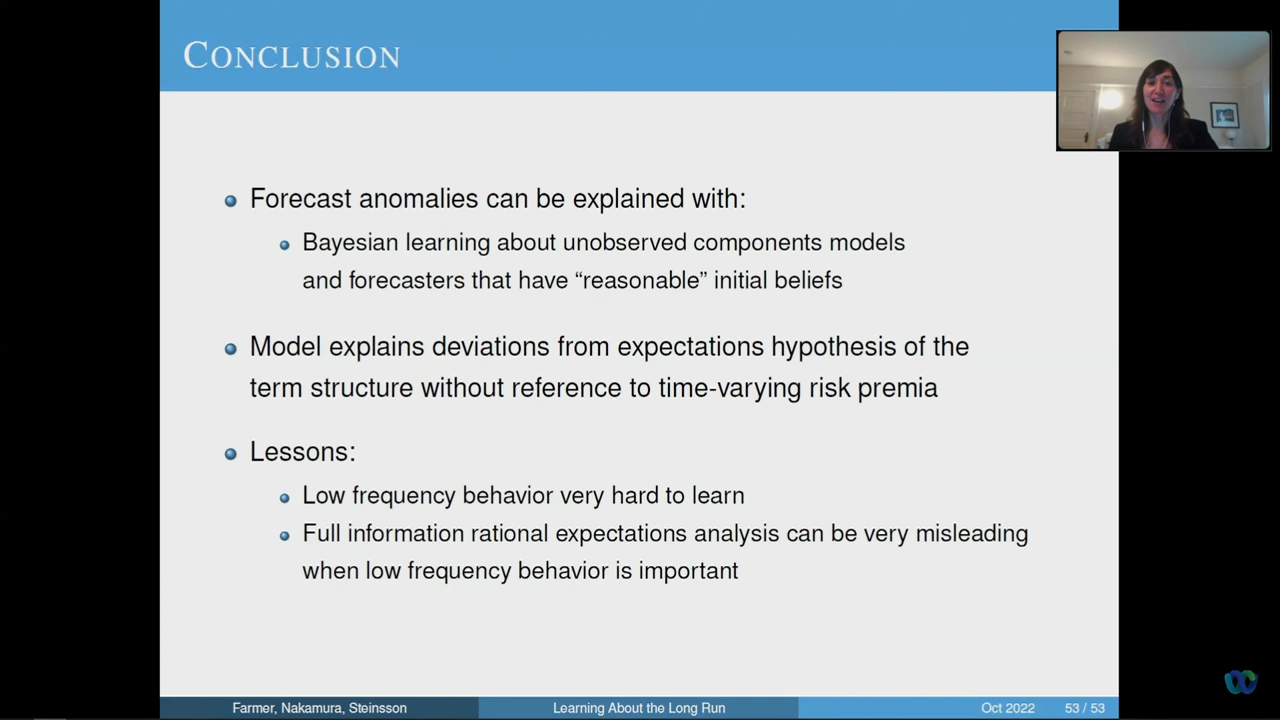 CONCLUSION
Forecast anomalies can be explained with:
Bayesian learning about unobserved components models
and forecasters that have “reasonable” initial beliefs
Model explains deviations from expectations hypothesis of the
term structure without reference to time-varying risk premia
Lessons:
Low frequency behavior very hard to learn
Full information rational expectations analysis can be very misleading
when low frequency behavior is important
Farmer, Nakamura, Steinsson
Learning About the Long Run
Oct 2022
53 / 53